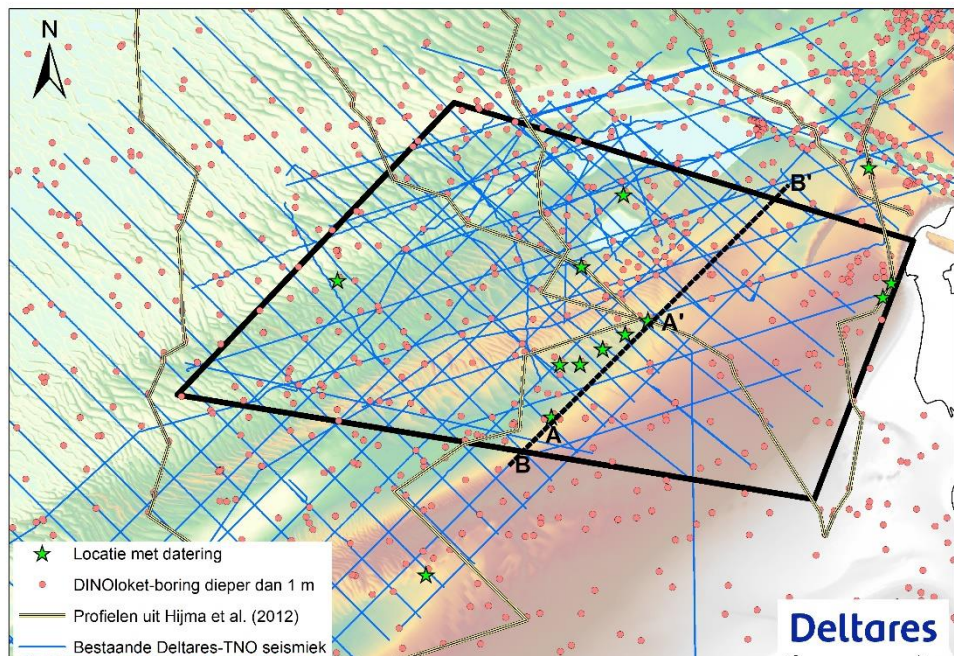 N
B'
A'
A
B
Locatie met datering
DINOloket-boring dieper dan 1 m
Profielen uit Hijma et al. (2012)
Bestaande Deltares-TNO seismiek
Deltares